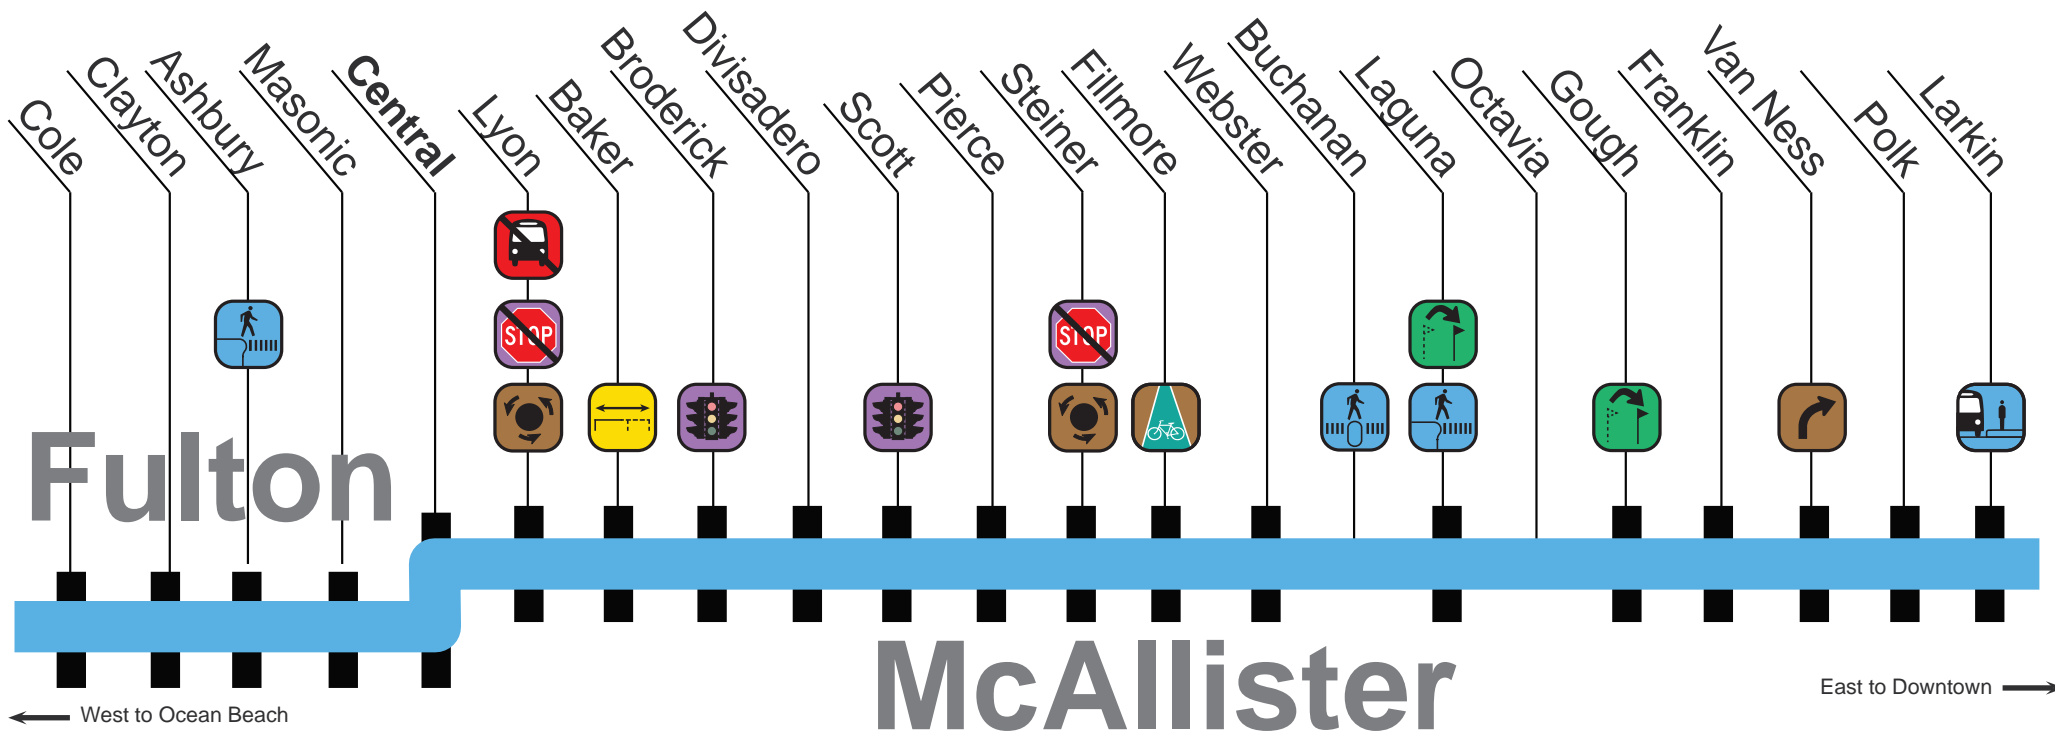 Cole
Clayton
Ashbury
Masonic
Central
Lyon
Baker
Broderick
Divisadero
Scott
Pierce
Steiner
Fillmore
Webster
Buchanan
Laguna
Octavia
Gough
Franklin
Van Ness
Polk
Larkin
STOP
STOP
Fulton
McAllister
West to Ocean Beach
East to Downtown